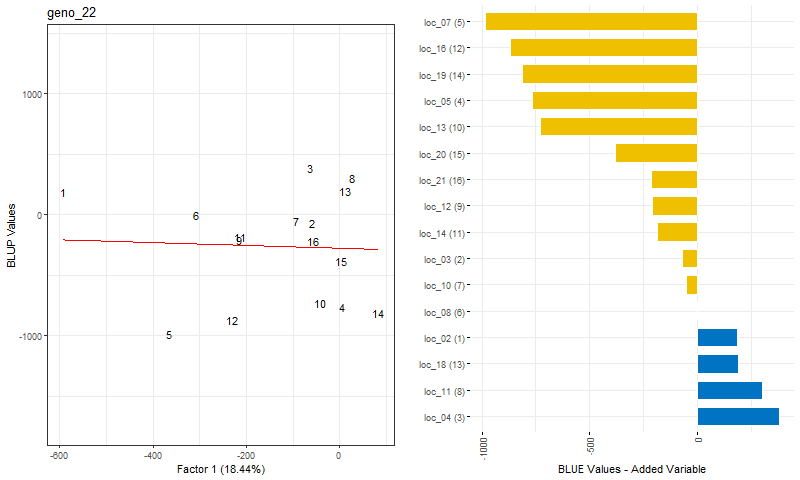 geno_22
BLUP Values
1000
0
-1000
3
8
1
13
6
7
2
11
9
16
15
10
4
14
12
5
-600
-400
-200
0
Factor 1 (18.44%)
loc_07 (5)
loc_16 (12)
loc_19 (14)
loc_05 (4)
loc_13 (10)
loc_20 (15)
loc_21 (16)
loc_12 (9)
loc_14 (11)
loc_03 (2)
loc_10 (7)
loc_08 (6)
loc_02 (1)
loc_18 (13)
loc_11 (8)
loc_04 (3)
-1000
-500
0
BLUE Values - Added Variable